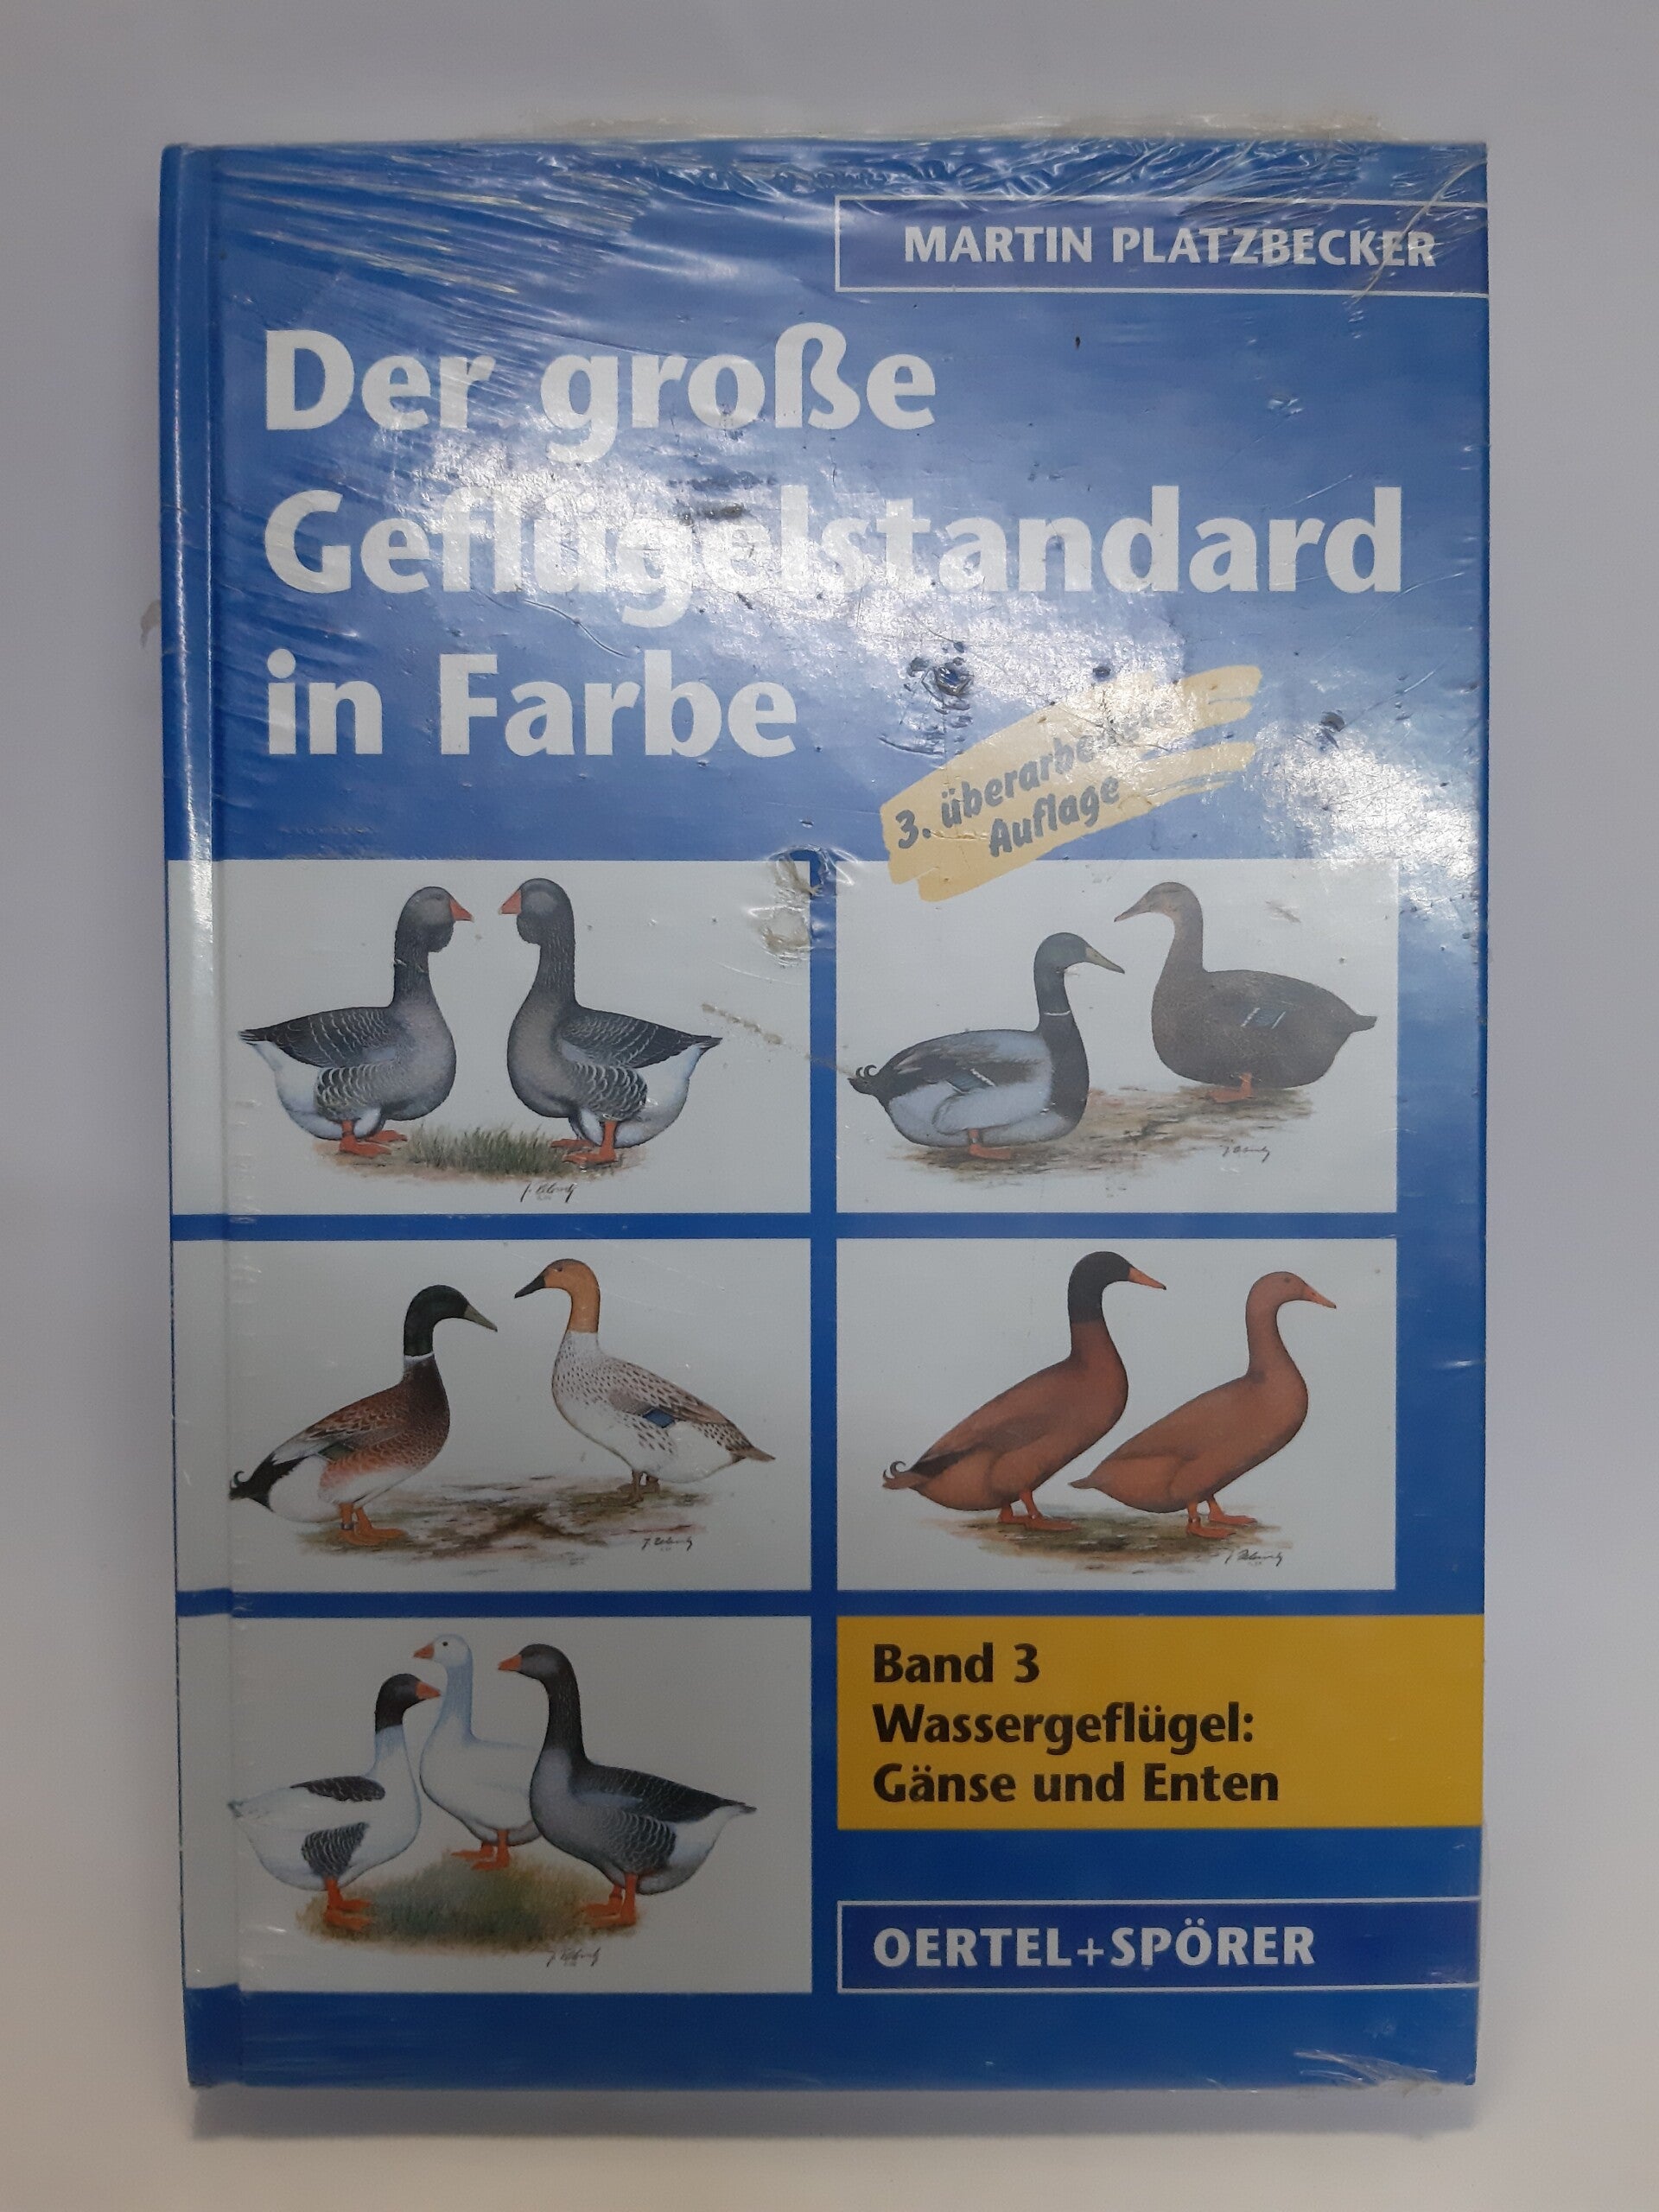 MARTIN PLATZBECKER
Der große
Geflügelstandard
in Farbe
3. überarbeitete
Auflage
Band 3
Wassergeflügel:
Gänse und Enten
OERTEL+SPÖRER